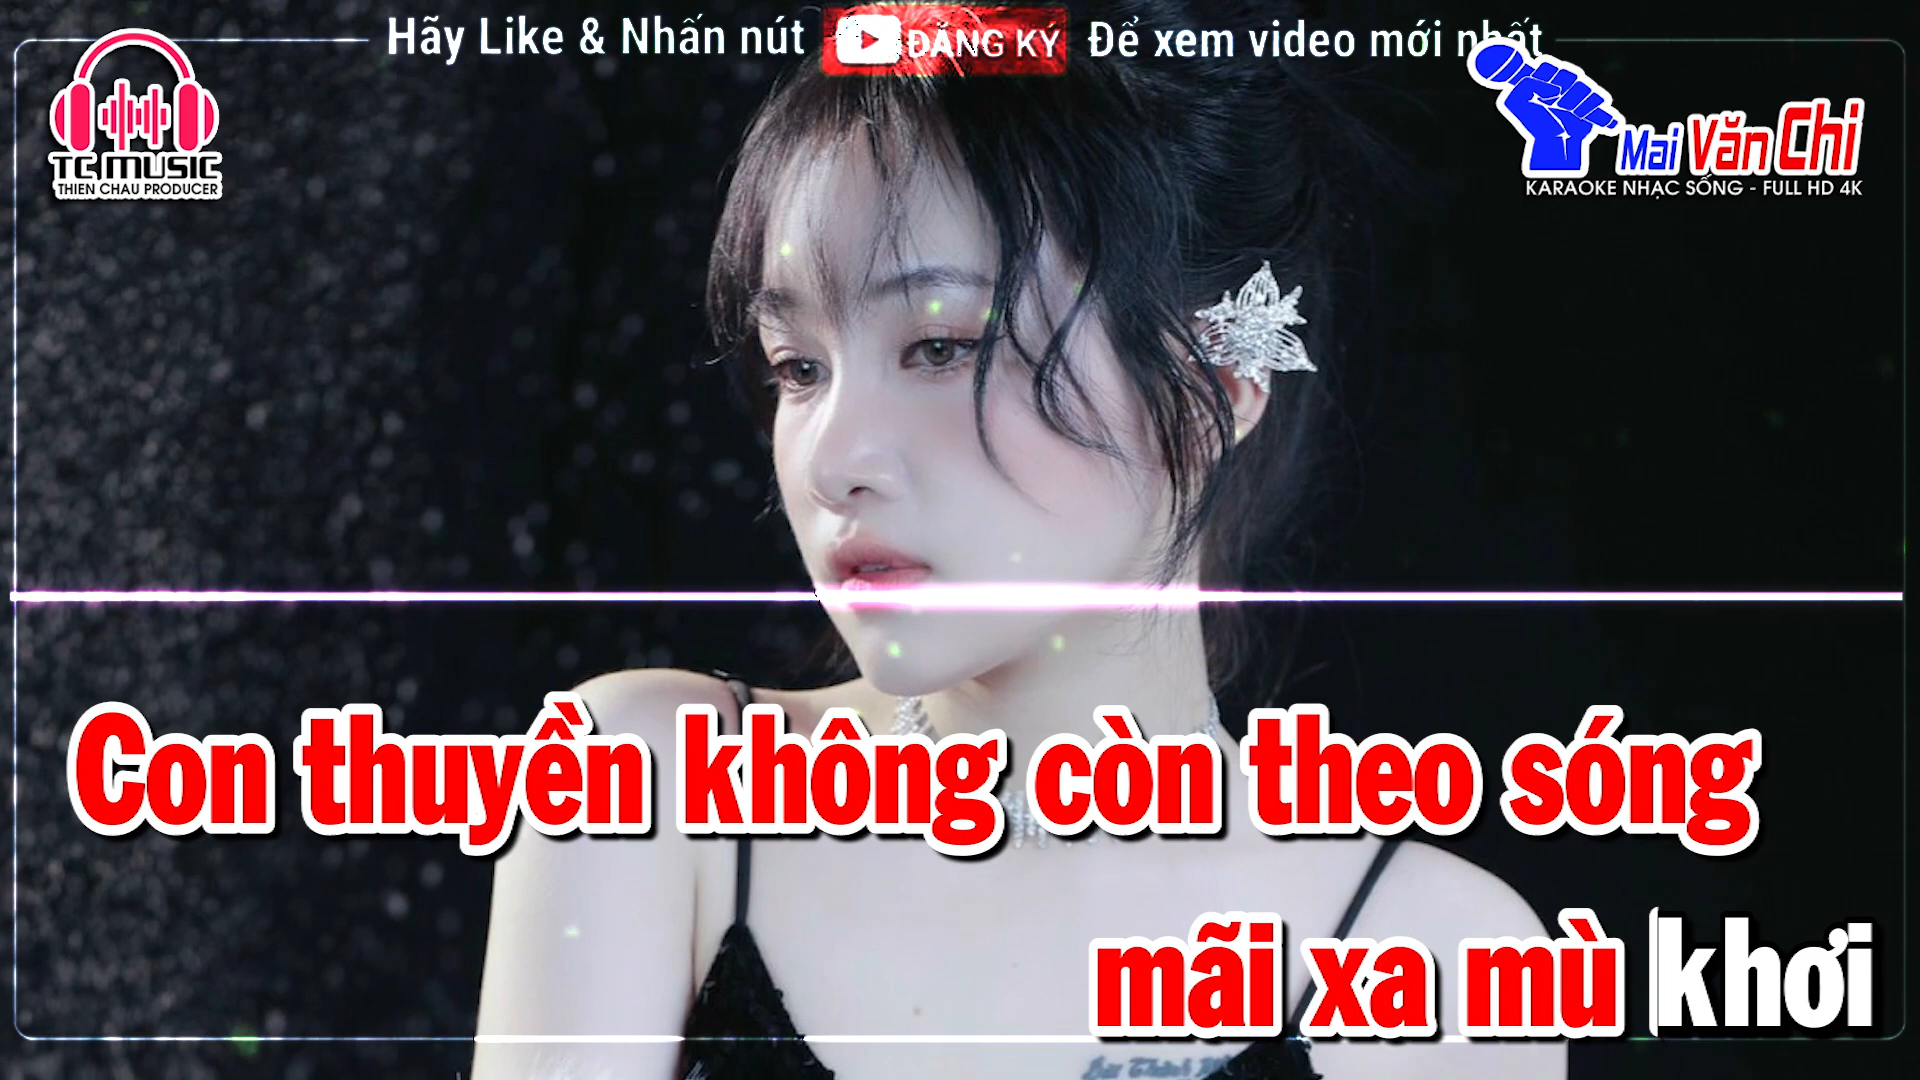 Hãy Like & Nhấn nút ĐĂNG KÝ Để xem video mới nhất
TC MUSIC
THIEN CHAU PRODUCER
Mai Văn Chi
KARAOKE NHẠC SỐNG - FULL HD 4K
Con thuyền không còn theo sóng
mãi xa mù khơi